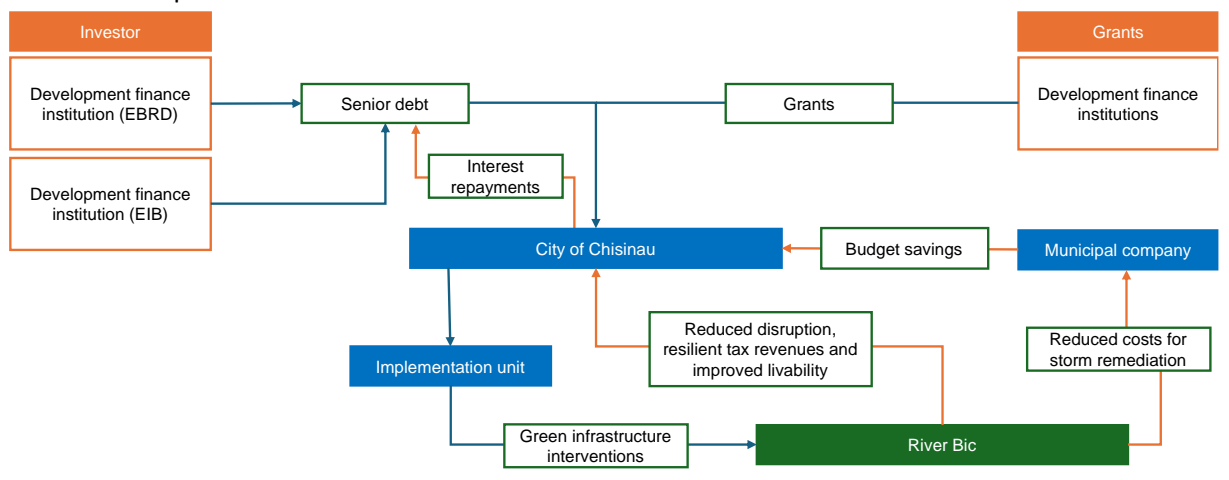 Investor
Grants
Development finance
institution (EBRD)
Senior debt
Grants
Development finance
institutions
Interest
repayments
Development finance
institution (EIB)
City of Chisinau
Budget savings
Municipal company
Reduced disruption,
resilient tax revenues and
improved livability
Reduced costs for
storm remediation
Implementation unit
Green infrastructure
interventions
River Bic